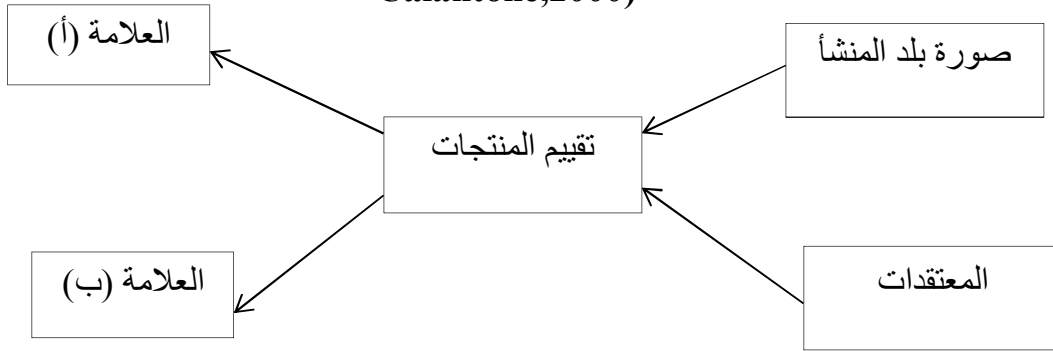 صورة بلد المنشأ
العلامة (أ)
تقييم المنتجات
المعتقدات
العلامة (ب)